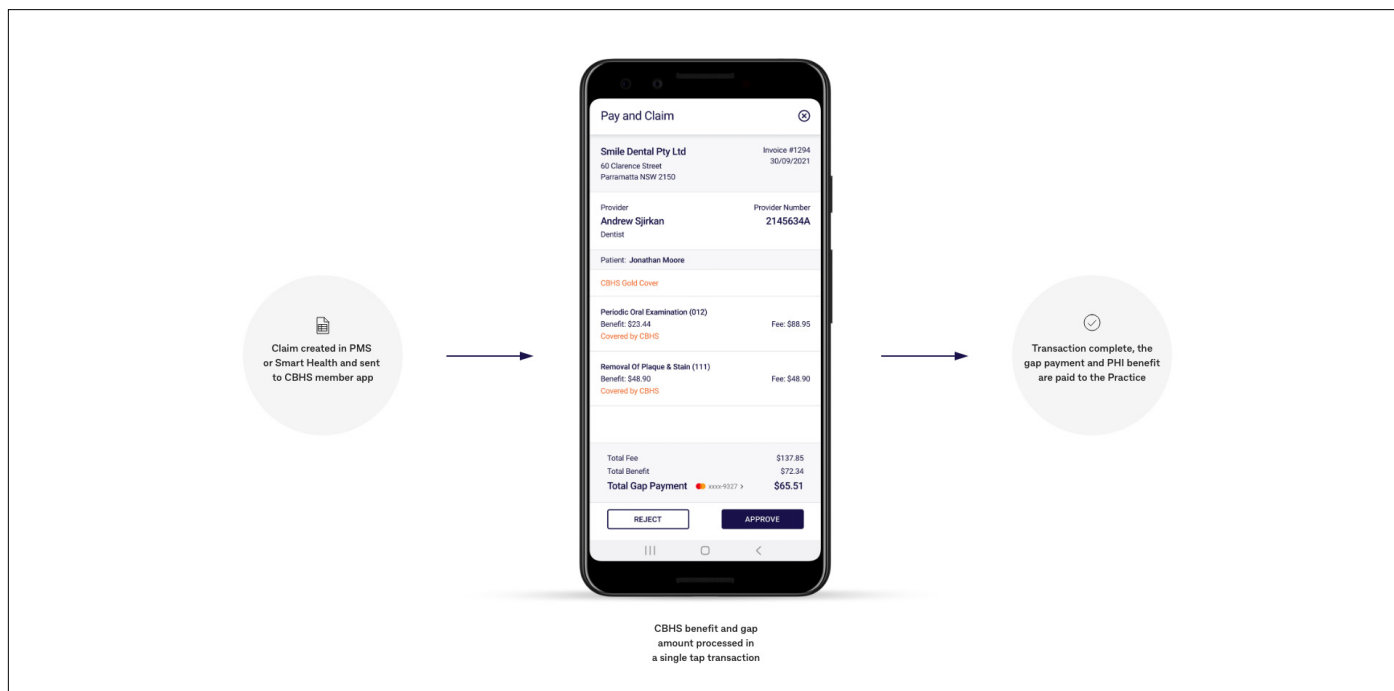 Claim created in PMS
or Smart Health and sent
to CBHS member app
Pay and Claim
Smile Dental Pty Ltd Invoice #1294
60 Clarence Street 30/09/2021
Parramatta NSW 2150
Provider Provider Number
Andrew Sjirkan 2145634A
Dentist
Patient: Jonathan Moore
CBHS Gold Cover
Periodic Oral Examination (012)
Benefit: $23.44 Fee: $88.95
Covered by CBHS
Removal Of Plaque & Stain (111)
Benefit: $48.90 Fee: $48.90
Covered by CBHS
Total Fee $137.85
Total Benefit $72.34
Total Gap Payment xxxx-9327 > $65.51
REJECT APPROVE
CBHS benefit and gap
amount processed in
a single tap transaction
Transaction complete, the
gap payment and PHI benefit
are paid to the Practice